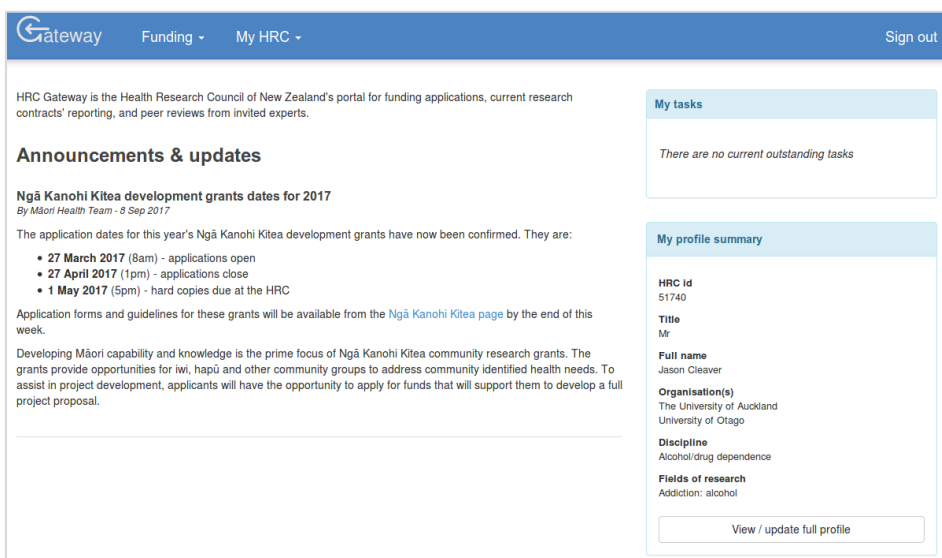 Gateway Funding My HRC Sign out
HRC Gateway is the Health Research Council of New Zealand's portal for funding applications, current research
contracts' reporting, and peer reviews from invited experts.
Announcements & updates
Ngā Kanohi Kitea development grants dates for 2017
By Māori Health Team - 8 Sep 2017
The application dates for this year's Ngā Kanohi Kitea development grants have now been confirmed. They are:
• 27 March 2017 (8am) - applications open
• 27 April 2017 (1pm) - applications close
• 1 May 2017 (5pm) - hard copies due at the HRC
Application forms and guidelines for these grants will be available from the Ngā Kanohi Kitea page by the end of this
week.
Developing Māori capability and knowledge is the prime focus of Ngā Kanohi Kitea community research grants. The
grants provide opportunities for iwi, hapū and other community groups to address community identified health needs. To
assist in project development, applicants will have the opportunity to apply for funds that will support them to develop a full
project proposal.
My tasks
There are no current outstanding tasks
My profile summary
HRC id
51740
Title
Mr
Full name
Jason Cleaver
Organisation(s)
The University of Auckland
University of Otago
Discipline
Alcohol/drug dependence
Fields of research
Addiction: alcohol
View / update full profile